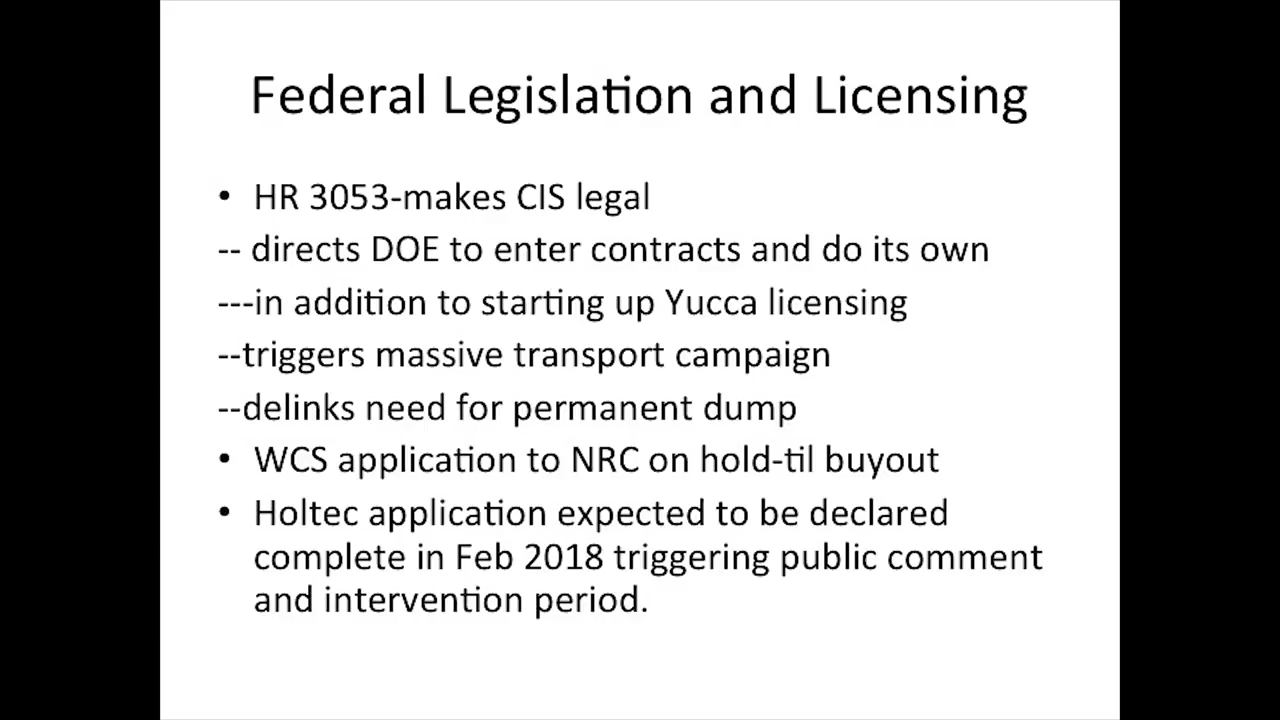 Federal Legislation and Licensing
• HR 3053-makes CIS legal
-- directs DOE to enter contracts and do its own
---in addition to starting up Yucca licensing
--triggers massive transport campaign
--delinks need for permanent dump
• WCS application to NRC on hold-til buyout
• Holtec application expected to be declared
complete in Feb 2018 triggering public comment
and intervention period.